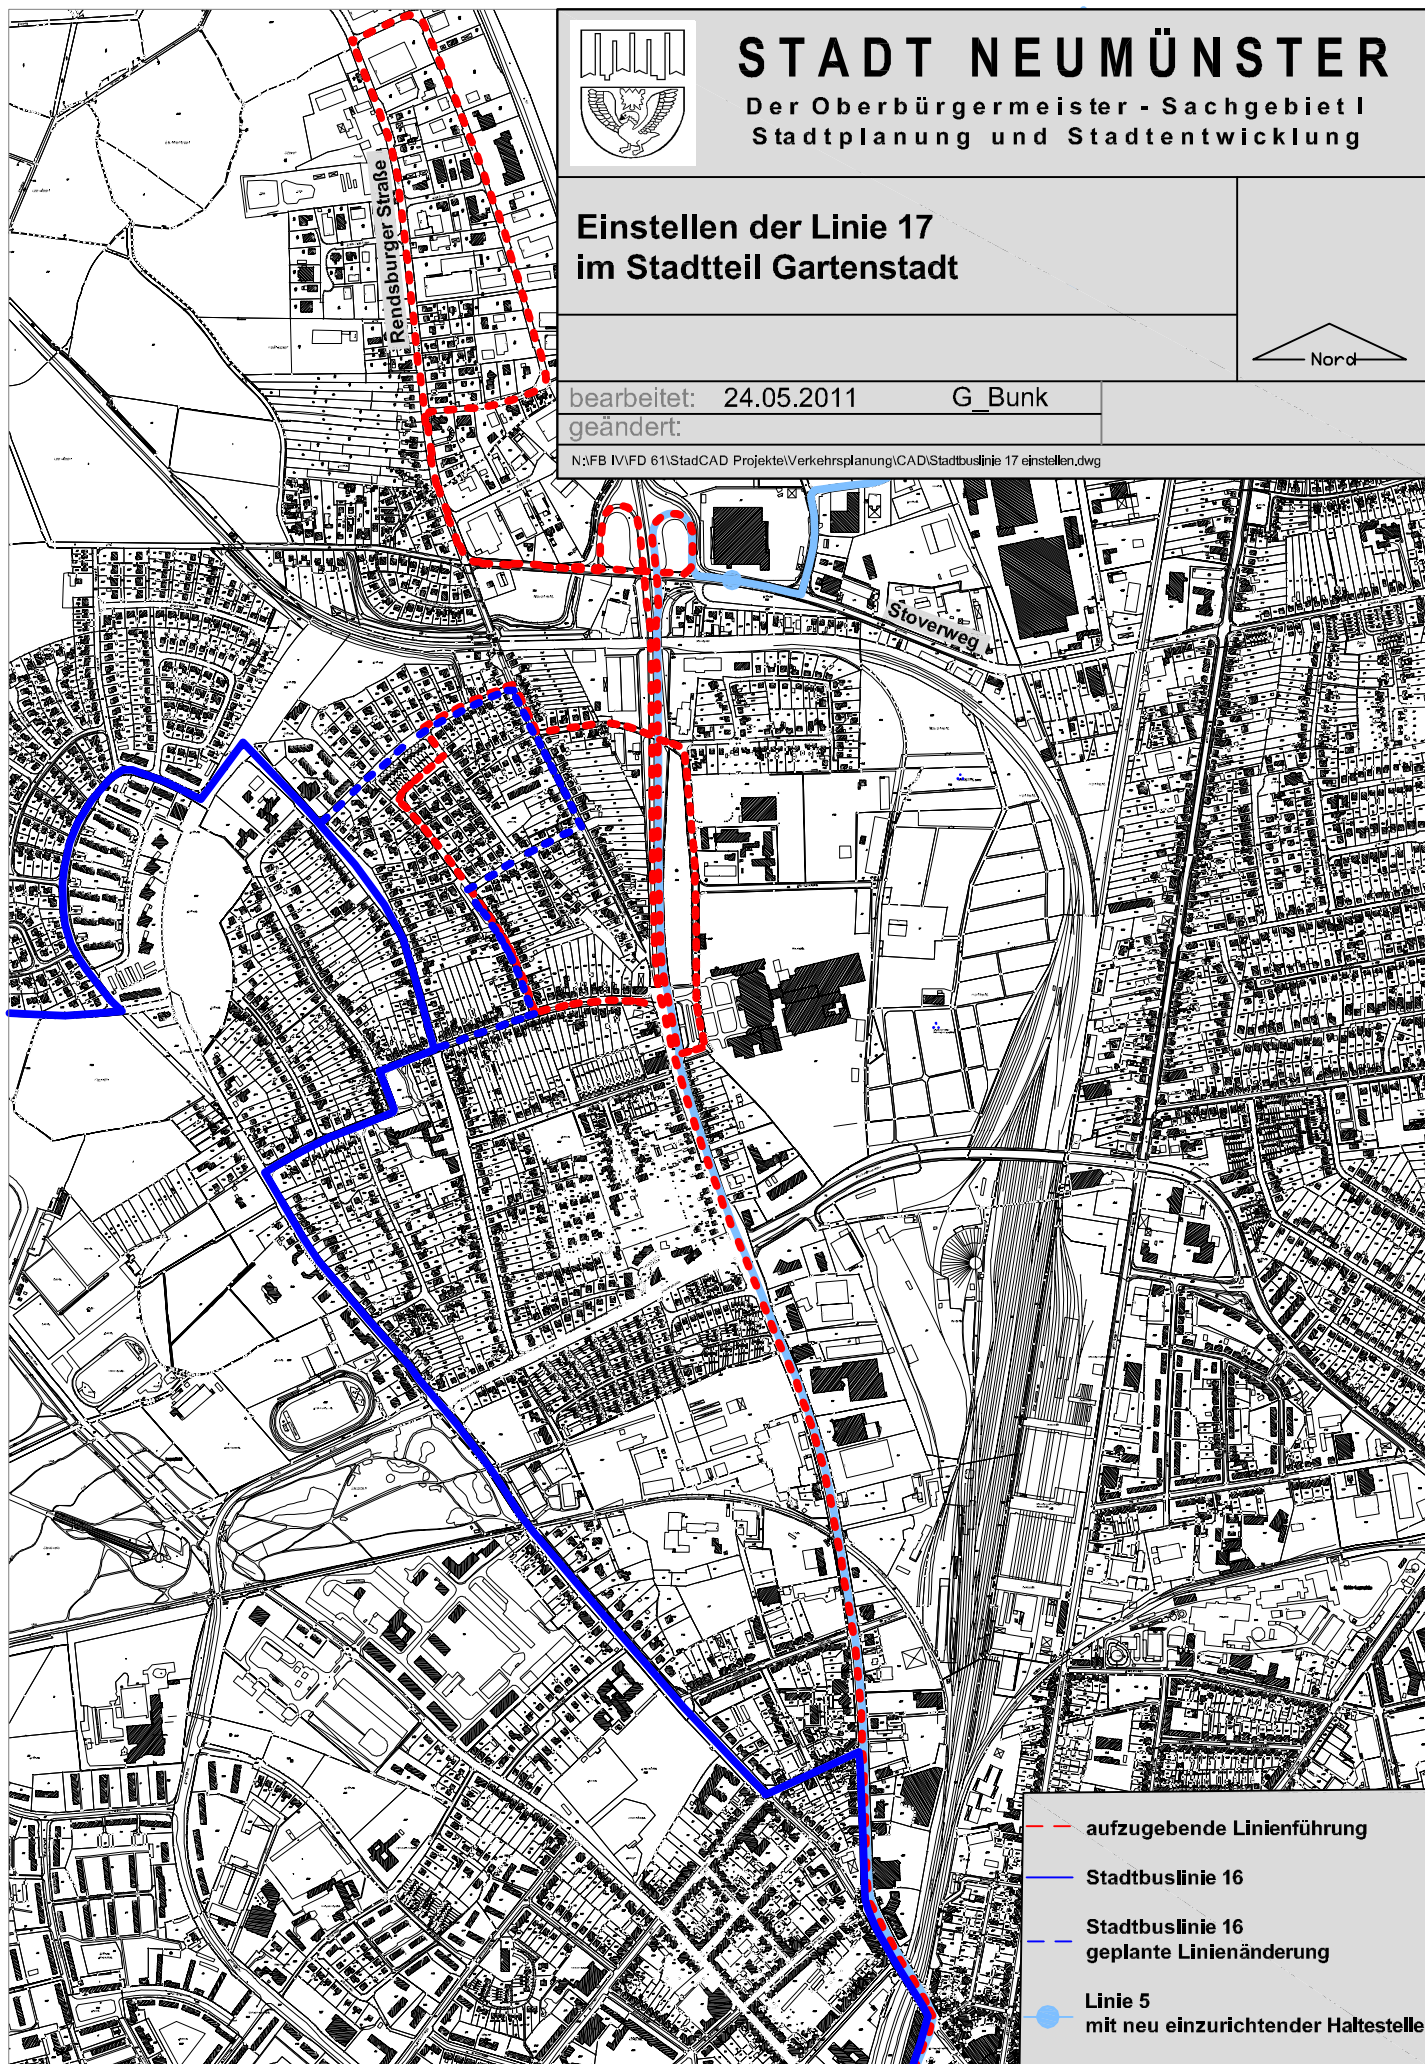 STADT NEUMÜNSTER
Der Oberbürgermeister - Sachgebiet I
Stadtplanung und Stadtentwicklung
Einstellen der Linie 17
im Stadtteil Gartenstadt
Nord
bearbeitet: 24.05.2011 G_Bunk
geändert:
N:\FB IV\FD 61\StadCAD Projekte\Verkehrsplanung\CAD\Stadtbuslinie 17 einstellen.dwg
Rendsburger Straße
Stoverweg
aufzugebende Linienführung
Stadtbuslinie 16
Stadtbuslinie 16
geplante Linienänderung
Linie 5
mit neu einzurichtender Haltestelle